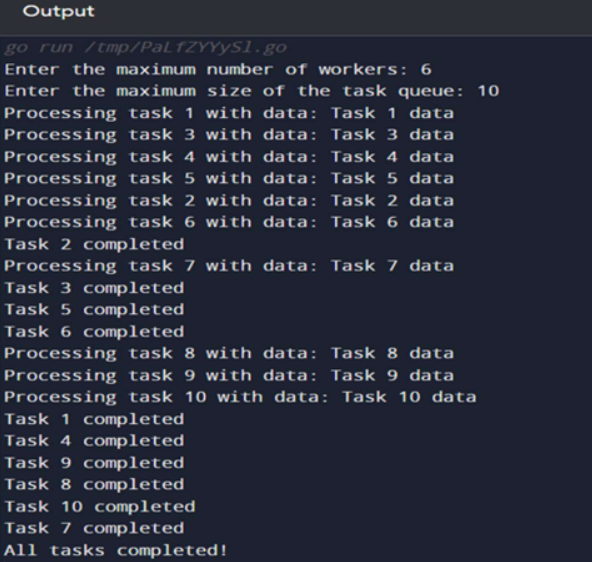 Output
go run /tmp/PaLfZYYySl.go
Enter the maximum number of workers: 6
Enter the maximum size of the task queue: 10
Processing task 1 with data: Task 1 data
Processing task 3 with data: Task 3 data
Processing task 4 with data: Task 4 data
Processing task 5 with data: Task 5 data
Processing task 2 with data: Task 2 data
Processing task 6 with data: Task 6 data
Task 2 completed
Processing task 7 with data: Task 7 data
Task 3 completed
Task 5 completed
Task 6 completed
Processing task 8 with data: Task 8 data
Processing task 9 with data: Task 9 data
Processing task 10 with data: Task 10 data
Task 1 completed
Task 4 completed
Task 9 completed
Task 8 completed
Task 10 completed
Task 7 completed
All tasks completed!